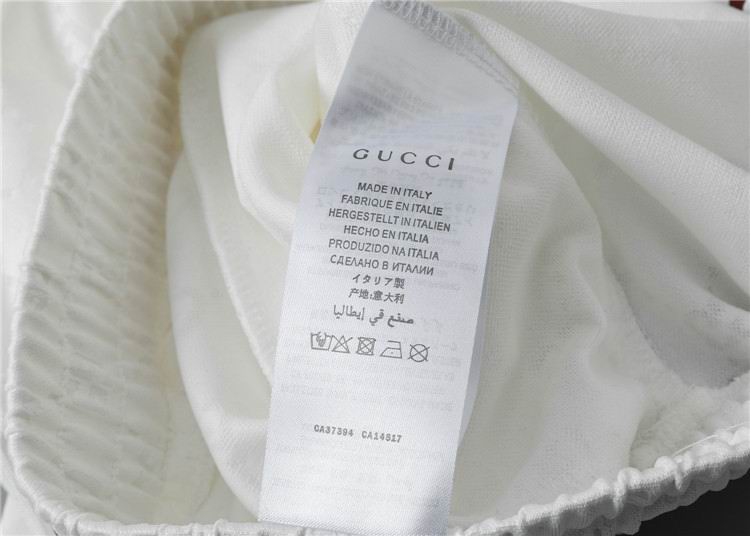 GUCCI
MADE IN ITALY
FABRIQUE EN ITALIE
HERGESTELLT IN ITALIEN
HECHO EN ITALIA
PRODUZIDO NA ITALIA
СДЕЛАНО В ИТАЛИИ
イタリア製
产地:意大利
صنع في إيطاليا
CA37394 CA14517